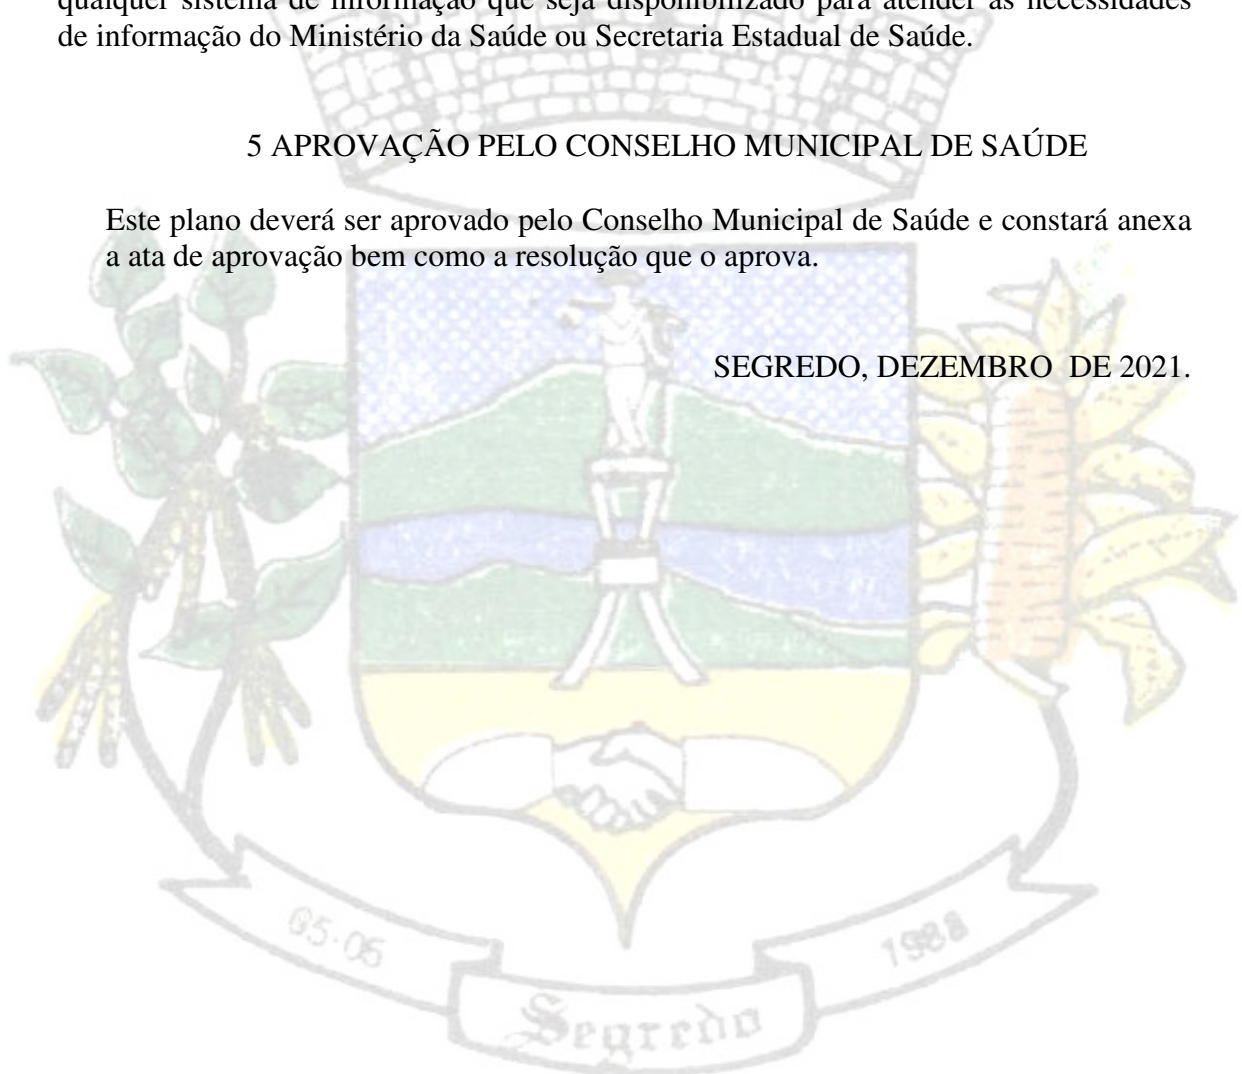 qualquer sistema de informação que seja disponibilizado para atender as necessidades
de informação do Ministério da Saúde ou Secretaria Estadual de Saúde.
5 APROVAÇÃO PELO CONSELHO MUNICIPAL DE SAÚDE
Este plano deverá ser aprovado pelo Conselho Municipal de Saúde e constará anexa
a ata de aprovação bem como a resolução que o aprova.
SEGREDO, DEZEMBRO DE 2021.
05-05
1988
Segredo